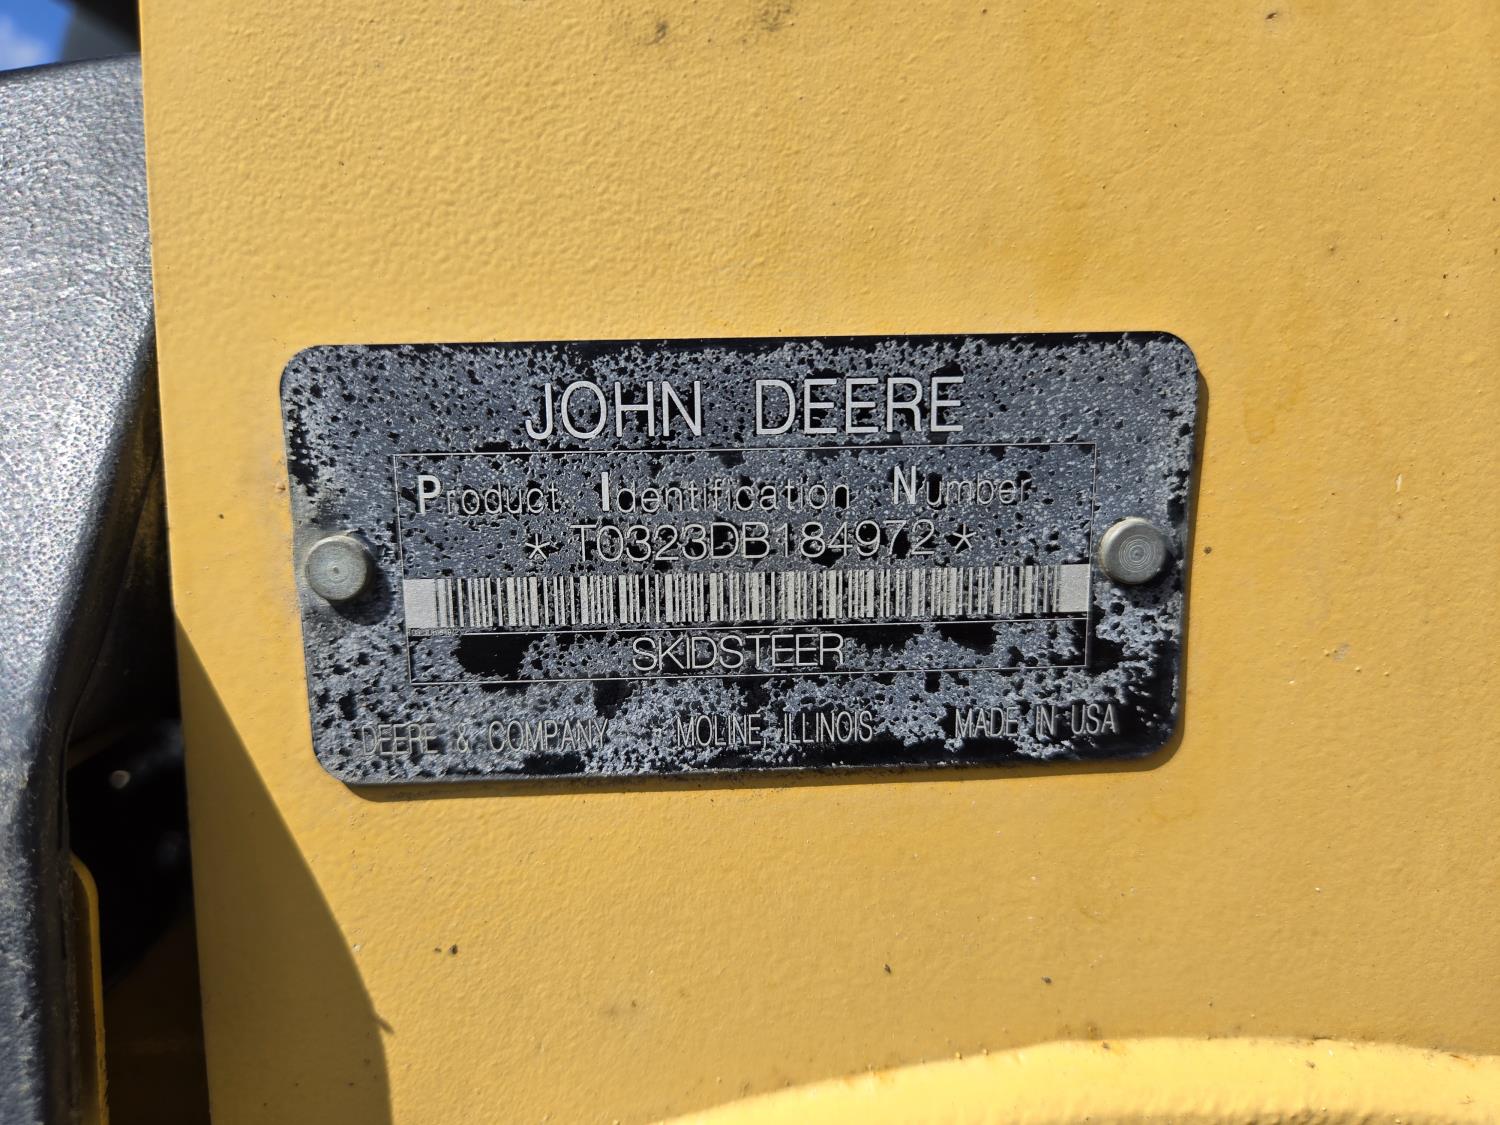 JOHN DEERE
Product Identification Number
* T0323DB184972 *
SKIDSTEER
DEERE & COMPANY MOLINE, ILLINOIS MADE IN USA